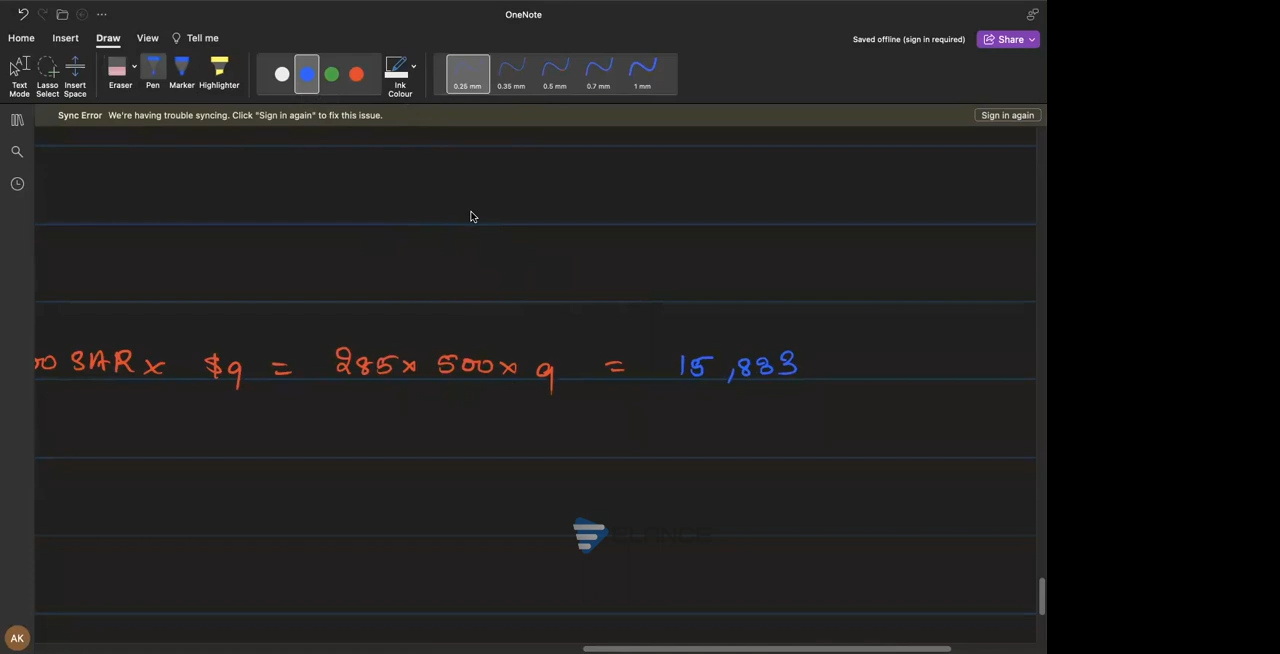 OneNote
Home Insert Draw View Tell me
Saved offline (sign in required) Share
Text Mode
Lasso Select
Insert Space
Eraser
Pen
Marker
Highlighter
Ink Colour
0.25 mm
0.35 mm
0.5 mm
0.7 mm
1 mm
Sync Error We're having trouble syncing. Click "Sign in again" to fix this issue. Sign in again
00 SAR x $9 = 285 x 500 x 9 = 15,883
AK